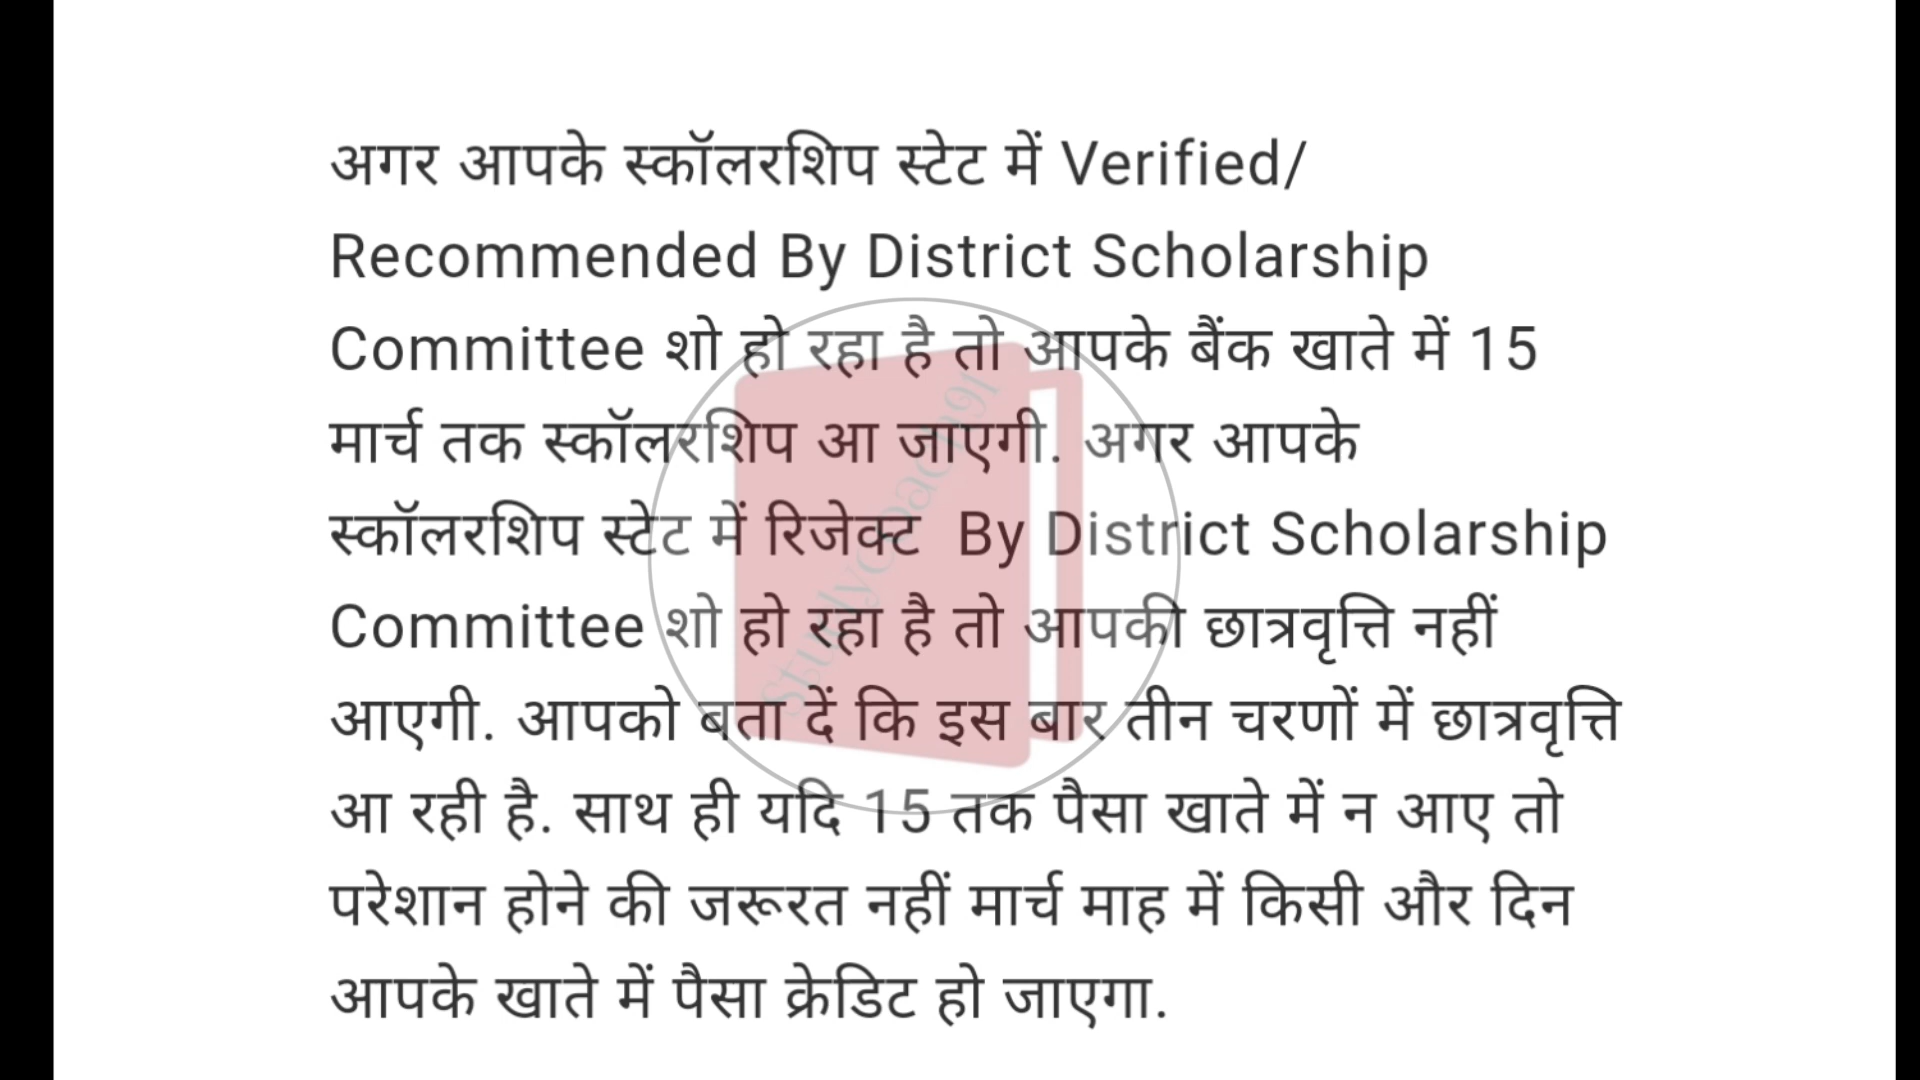 अगर आपके स्कॉलरशिप स्टेट में Verified/
Recommended By District Scholarship
Committee शो हो रहा है तो आपके बैंक खाते में 15
मार्च तक स्कॉलरशिप आ जाएगी. अगर आपके
स्कॉलरशिप स्टेट में रिजेक्ट By District Scholarship
Committee शो हो रहा है तो आपकी छात्रवृत्ति नहीं
आएगी. आपको बता दें कि इस बार तीन चरणों में छात्रवृत्ति
आ रही है. साथ ही यदि 15 तक पैसा खाते में न आए तो
परेशान होने की जरूरत नहीं मार्च माह में किसी और दिन
आपके खाते में पैसा क्रेडिट हो जाएगा.
Studycoach91